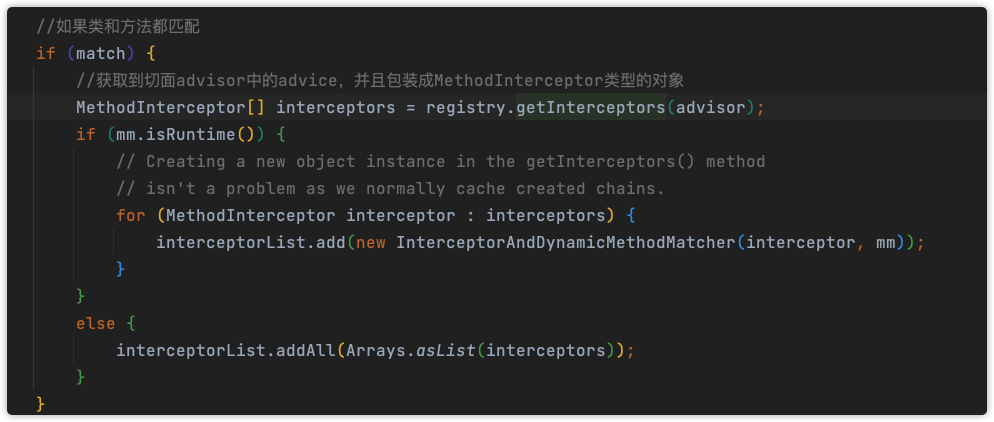 //如果类和方法都匹配
if (match) {
//获取到切面advisor中的advice，并且包装成MethodInterceptor类型的对象
MethodInterceptor[] interceptors = registry.getInterceptors(advisor);
if (mm.isRuntime()) {
// Creating a new object instance in the getInterceptors() method
// isn't a problem as we normally cache created chains.
for (MethodInterceptor interceptor : interceptors) {
interceptorList.add(new InterceptorAndDynamicMethodMatcher(interceptor, mm));
}
}
else {
interceptorList.addAll(Arrays.asList(interceptors));
}
}